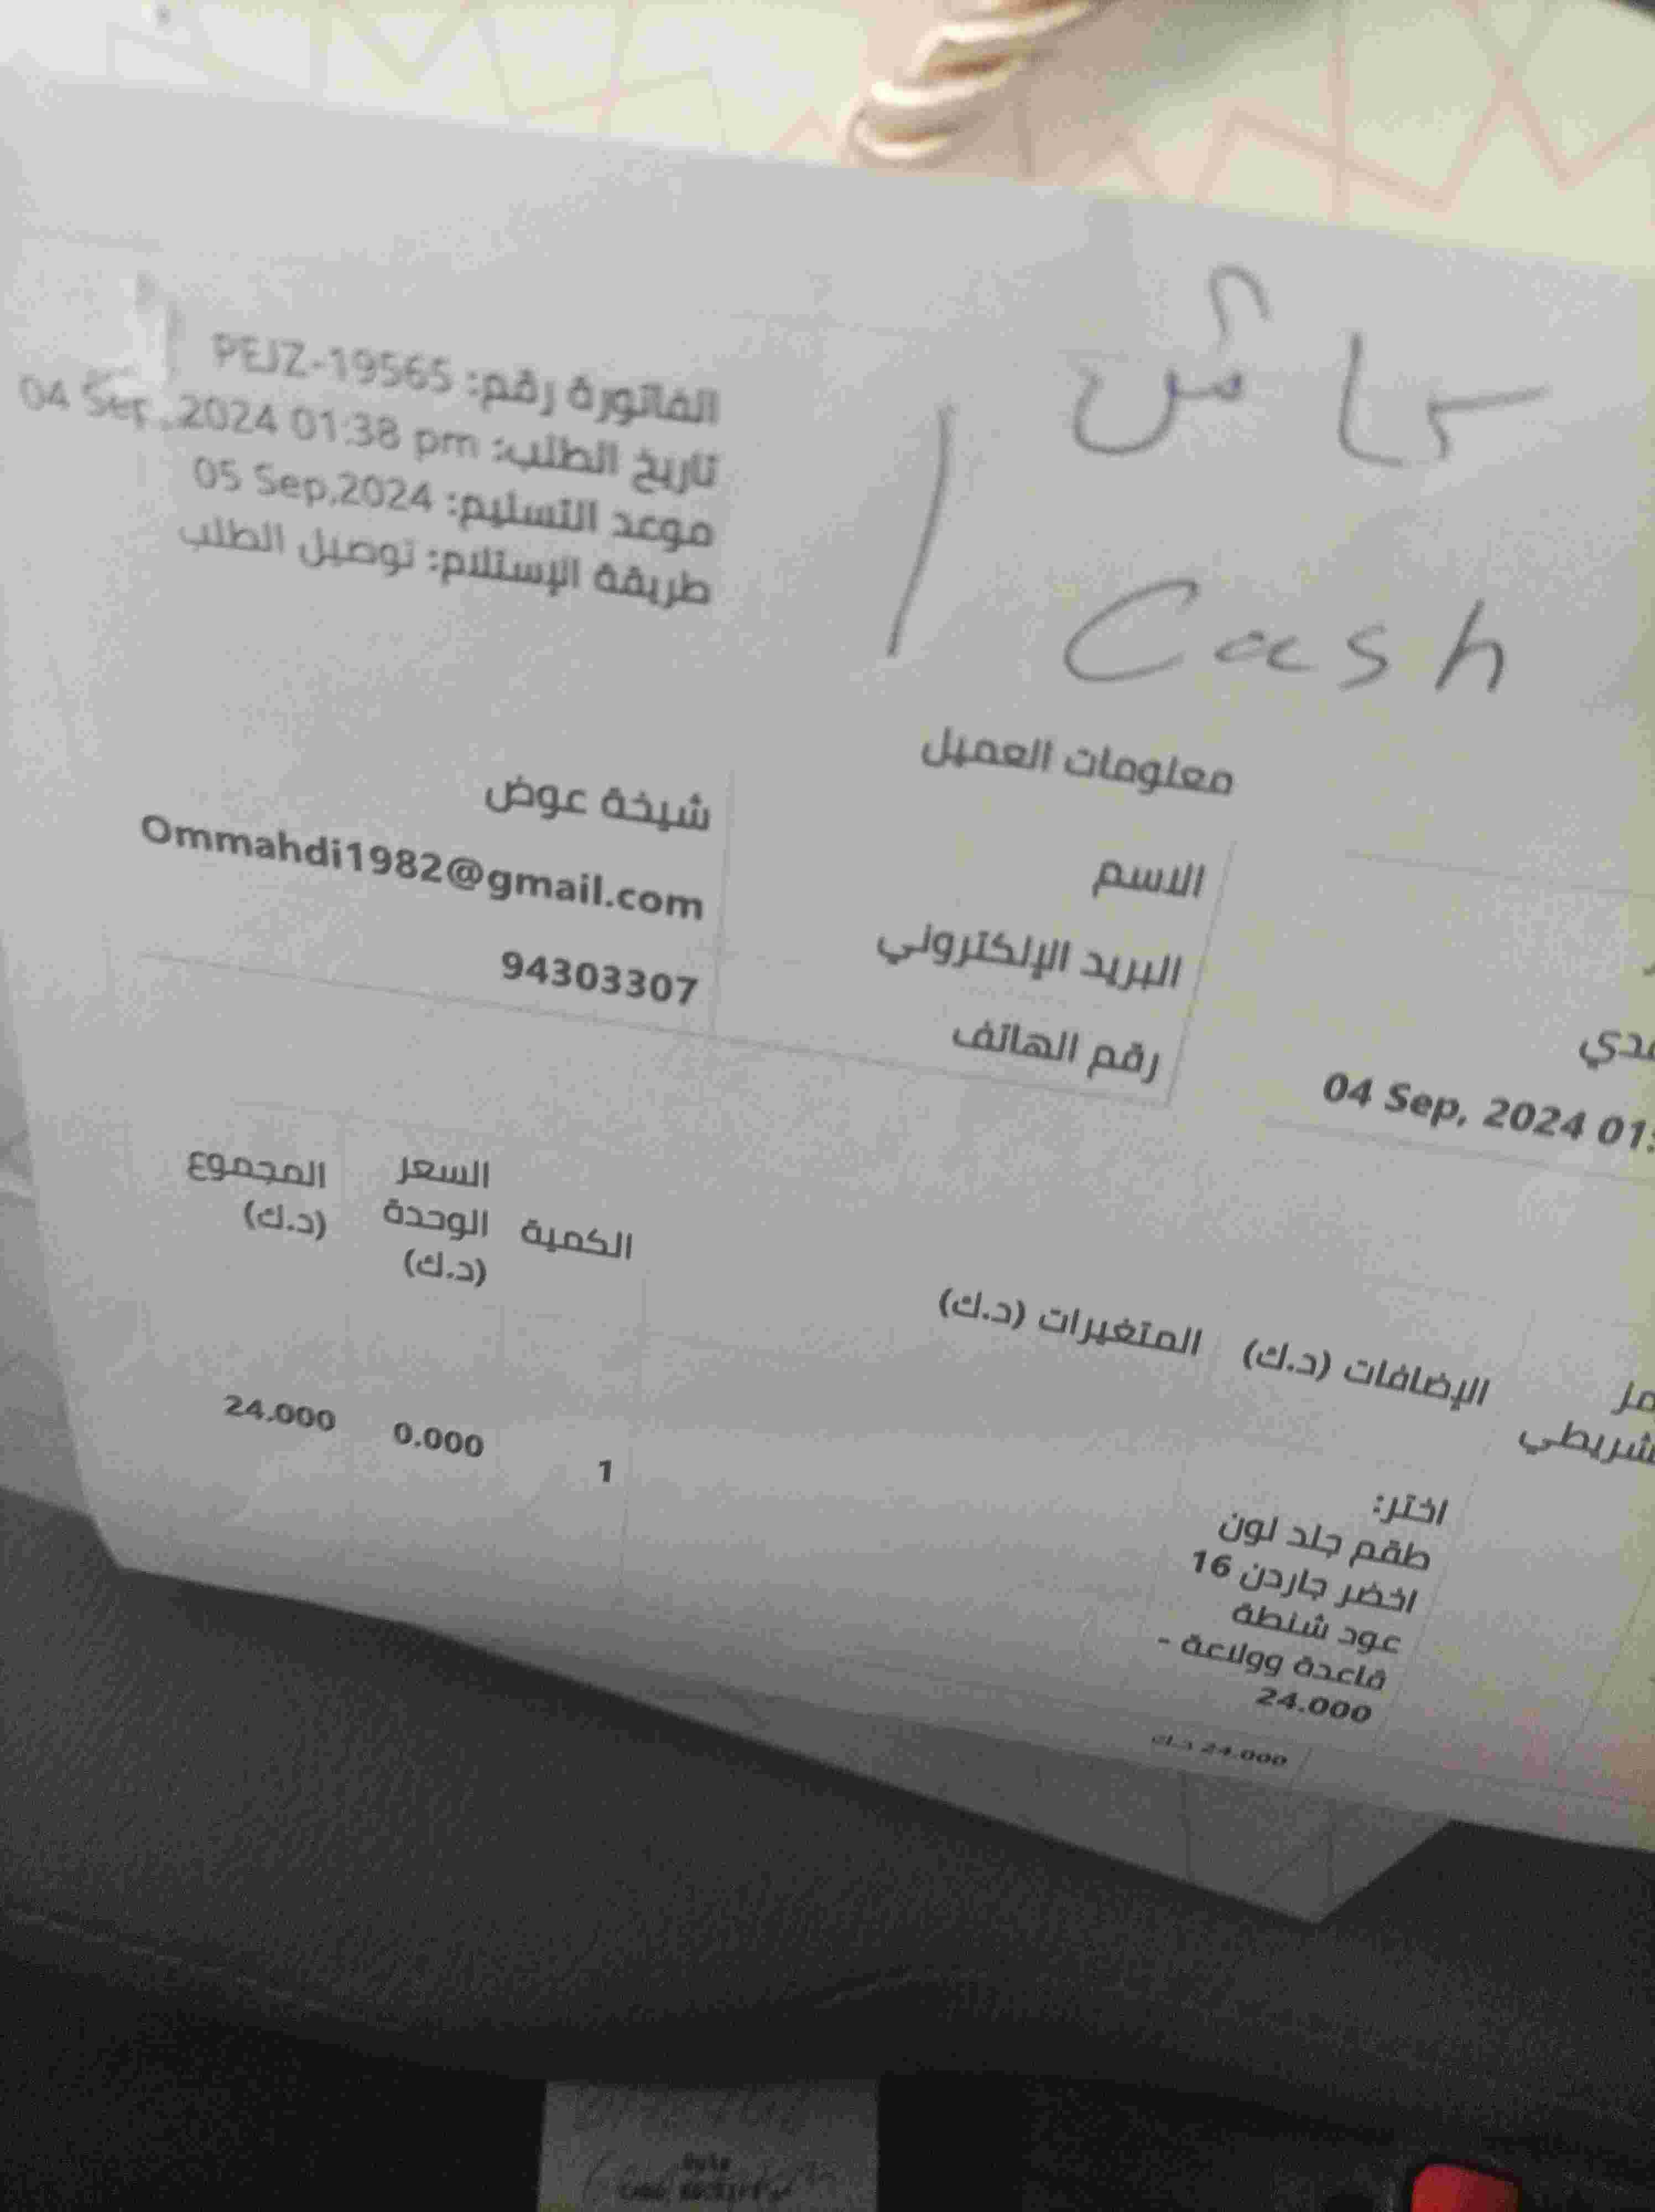 كاش
Cash
الفاتورة رقم: PEJZ-19565
تاريخ الطلب: 04 Sep, 2024 01:38 pm
موعد التسليم: 05 Sep,2024
طريقة الإستلام: توصيل الطلب
معلومات العميل
الاسم شيخة عوض
البريد الإلكتروني Ommahdi1982@gmail.com
رقم الهاتف 94303307
04 Sep, 2024 01:
الإضافات (د.ك) المتغيرات (د.ك) الكمية السعر الوحدة (د.ك) المجموع (د.ك)
اختر:
طقم جلد لون
اخضر جاردن 16
عود شنطة
قاعدة وولاعة -
24.000
1 0.000 24.000
24.000 د.ك